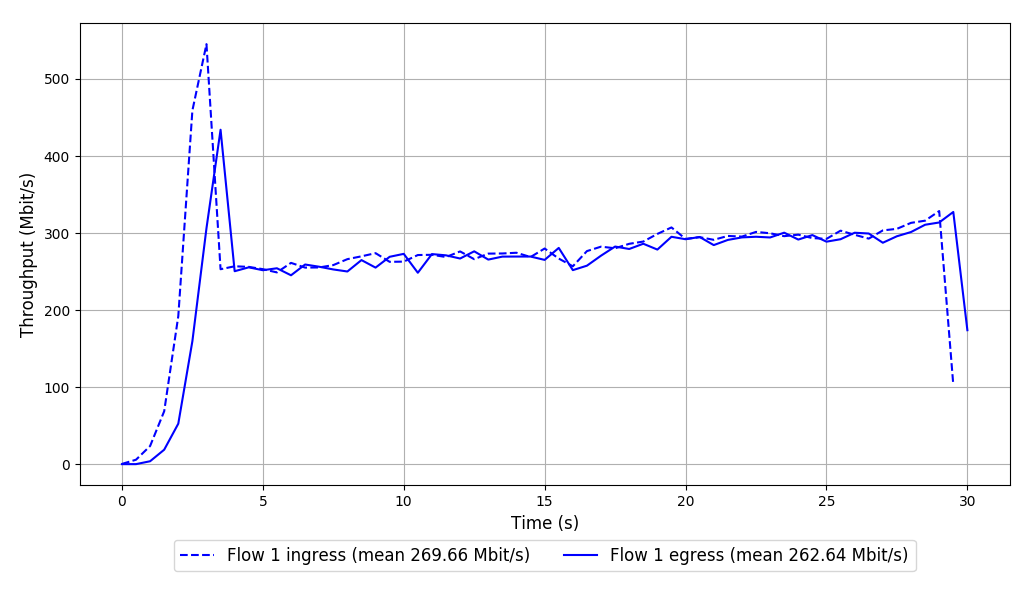 Throughput (Mbit/s)
500
400
300
200
100
0
0 5 10 15 20 25 30
Time (s)
Flow 1 ingress (mean 269.66 Mbit/s) Flow 1 egress (mean 262.64 Mbit/s)